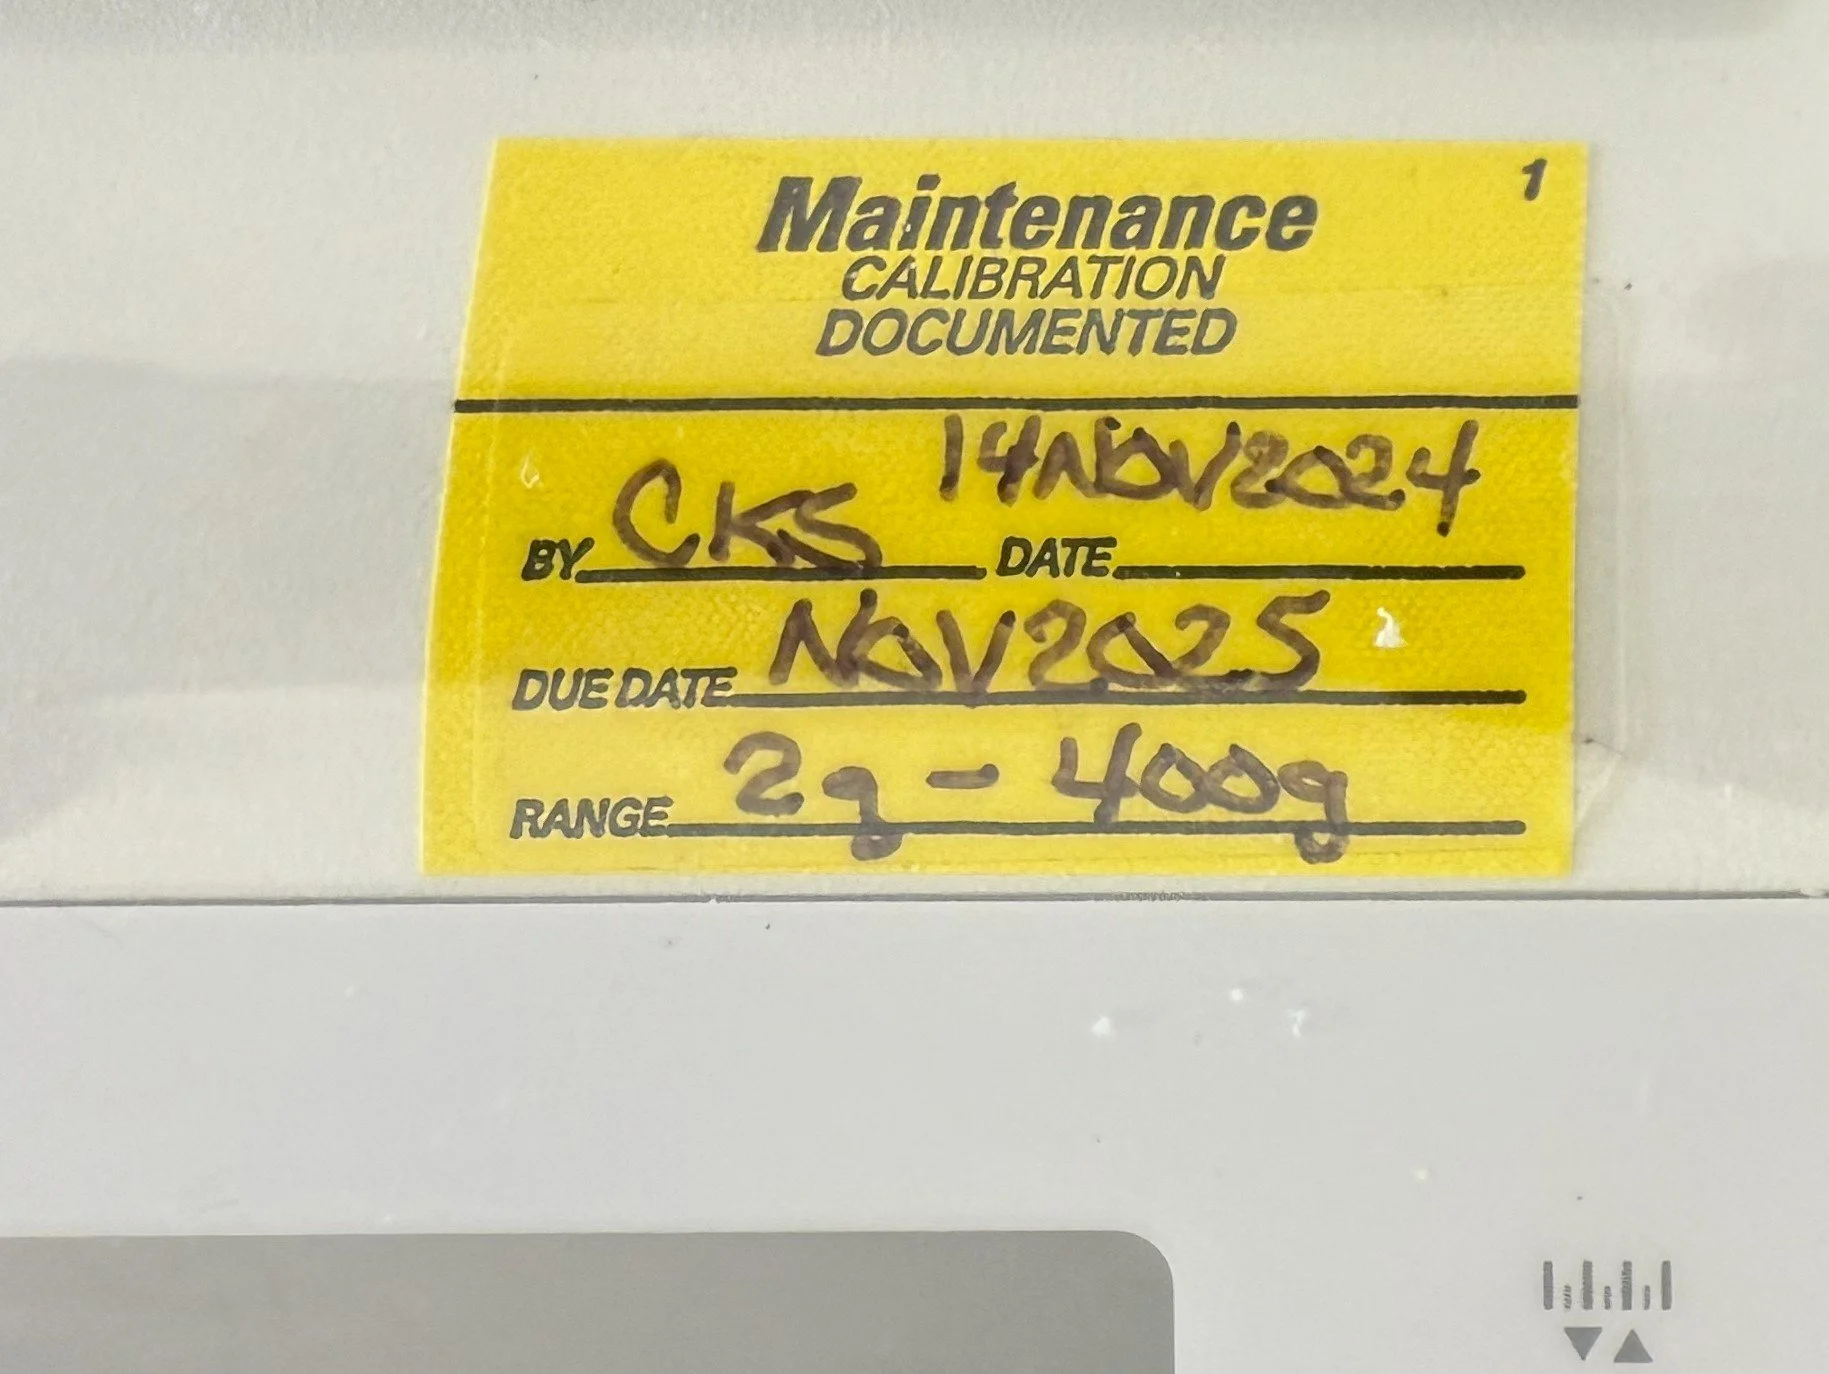 1
Maintenance
CALIBRATION
DOCUMENTED
BY CKS DATE 14NOV2024
DUE DATE NOV2025
RANGE 2g - 400g